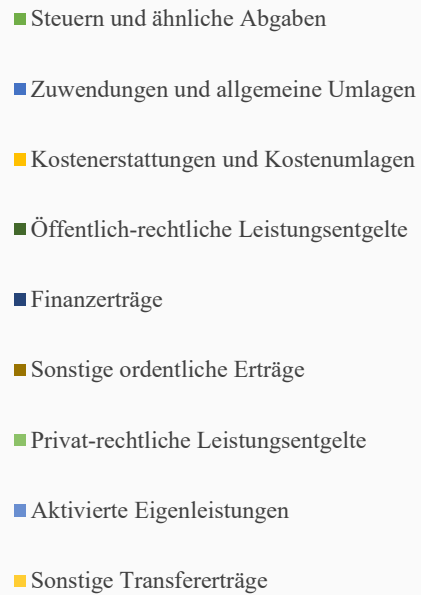 Steuern und ähnliche Abgaben
Zuwendungen und allgemeine Umlagen
Kostenerstattungen und Kostenumlagen
Öffentlich-rechtliche Leistungsentgelte
Finanzerträge
Sonstige ordentliche Erträge
Privat-rechtliche Leistungsentgelte
Aktivierte Eigenleistungen
Sonstige Transfererträge